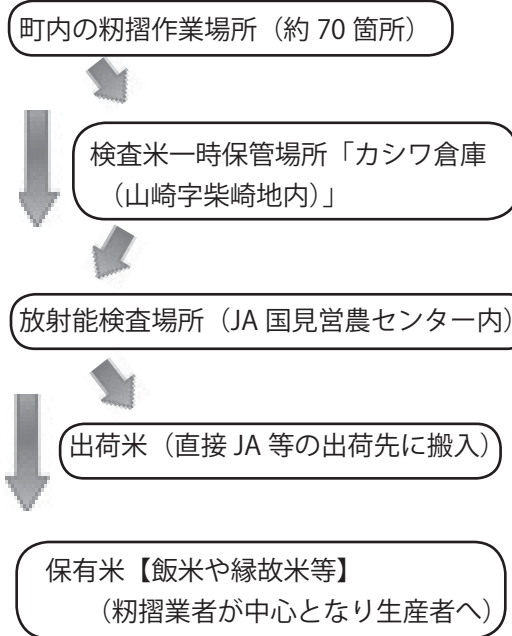 町内の籾摺作業場所（約 70 箇所）
検査米一時保管場所「カシワ倉庫
（山崎字柴崎地内）」
放射能検査場所（JA 国見営農センター内）
出荷米（直接 JA 等の出荷先に搬入）
保有米【飯米や縁故米等】
（籾摺業者が中心となり生産者へ）